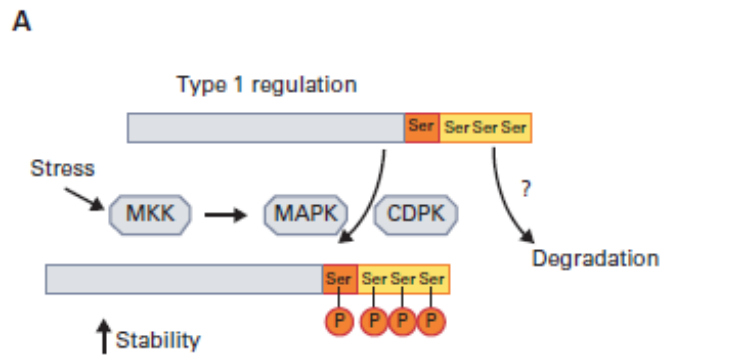 A
Type 1 regulation
Ser Ser Ser Ser
Stress
MKK
MAPK
CDPK
?
Degradation
Ser Ser Ser Ser
P P P P
Stability